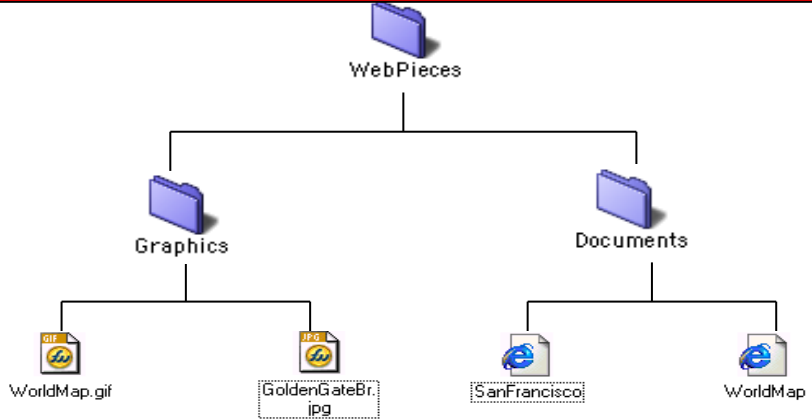 WebPieces
Graphics
Documents
GIF
JPG
WorldMap.gif
GoldenGateBr.
jpg
SanFrancisco
WorldMap